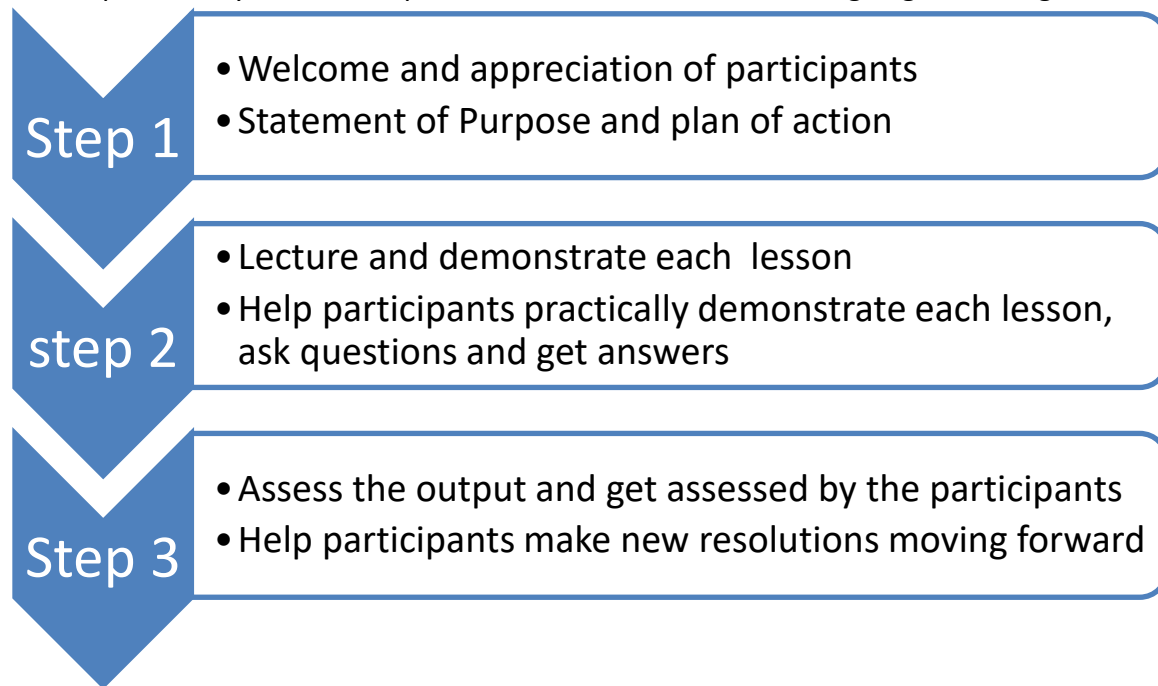 Step 1
•Welcome and appreciation of participants
•Statement of Purpose and plan of action
step 2
•Lecture and demonstrate each  lesson
•Help participants practically demonstrate each lesson,
ask questions and get answers
Step 3
•Assess the output and get assessed by the participants
•Help participants make new resolutions moving forward